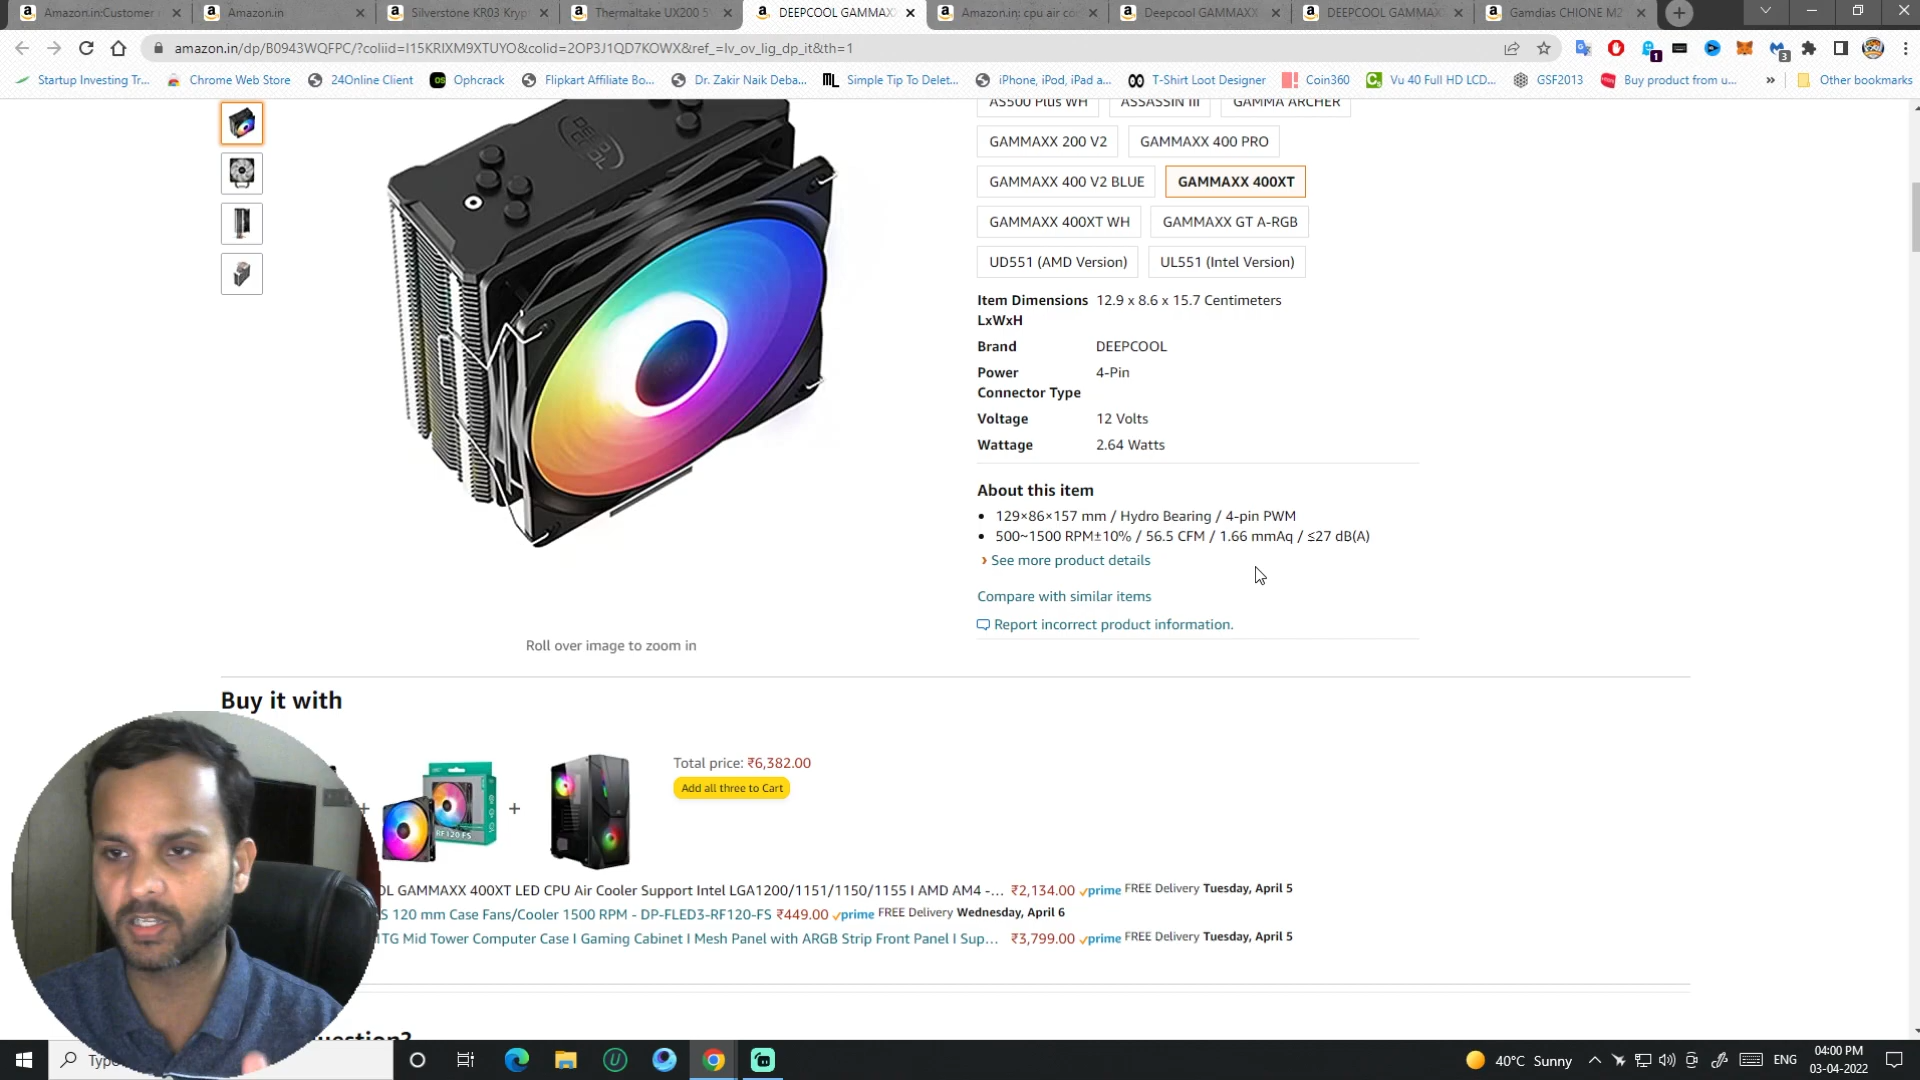 Amazon.in:Customer
Amazon.in
Silverstone KR03 Kryp
Thermaltake UX200 5
DEEPCOOL GAMMAX
Amazon.in: cpu air co
Deepcool GAMMAXX
DEEPCOOL GAMMAX
Gamdias CHIONE M2
amazon.in/dp/B0943WQFPC/?coliid=I15KRIXM9XTUYO&colid=2OP3J1QD7KOWX&ref_=lv_ov_lig_dp_it&th=1
Startup Investing Tr...
Chrome Web Store
24Online Client
Ophcrack
Flipkart Affiliate Bo...
Dr. Zakir Naik Deba...
Simple Tip To Delet...
iPhone, iPod, iPad a...
T-Shirt Loot Designer
Coin360
Vu 40 Full HD LCD...
GSF2013
Buy product from u...
»
Other bookmarks
AS500 Plus WH
ASSASSIN III
GAMMA ARCHER
GAMMAXX 200 V2
GAMMAXX 400 PRO
GAMMAXX 400 V2 BLUE
GAMMAXX 400XT
GAMMAXX 400XT WH
GAMMAXX GT A-RGB
UD551 (AMD Version)
UL551 (Intel Version)
DEEP COOL
Item Dimensions 12.9 x 8.6 x 15.7 Centimeters
LxWxH
Brand DEEPCOOL
Power 4-Pin
Connector Type
Voltage 12 Volts
Wattage 2.64 Watts
About this item
• 129×86×157 mm / Hydro Bearing / 4-pin PWM
• 500~1500 RPM±10% / 56.5 CFM / 1.66 mmAq / ≤27 dB(A)
› See more product details
Compare with similar items
Report incorrect product information.
Roll over image to zoom in
Buy it with
RF120 FS
Total price: ₹6,382.00
Add all three to Cart
OL GAMMAXX 400XT LED CPU Air Cooler Support Intel LGA1200/1151/1150/1155 I AMD AM4 -... ₹2,134.00 prime FREE Delivery Tuesday, April 5
S 120 mm Case Fans/Cooler 1500 RPM - DP-FLED3-RF120-FS ₹449.00 prime FREE Delivery Wednesday, April 6
1TG Mid Tower Computer Case I Gaming Cabinet I Mesh Panel with ARGB Strip Front Panel I Sup... ₹3,799.00 prime FREE Delivery Tuesday, April 5
uestion?
Type
40°C Sunny
ENG
04:00 PM
03-04-2022